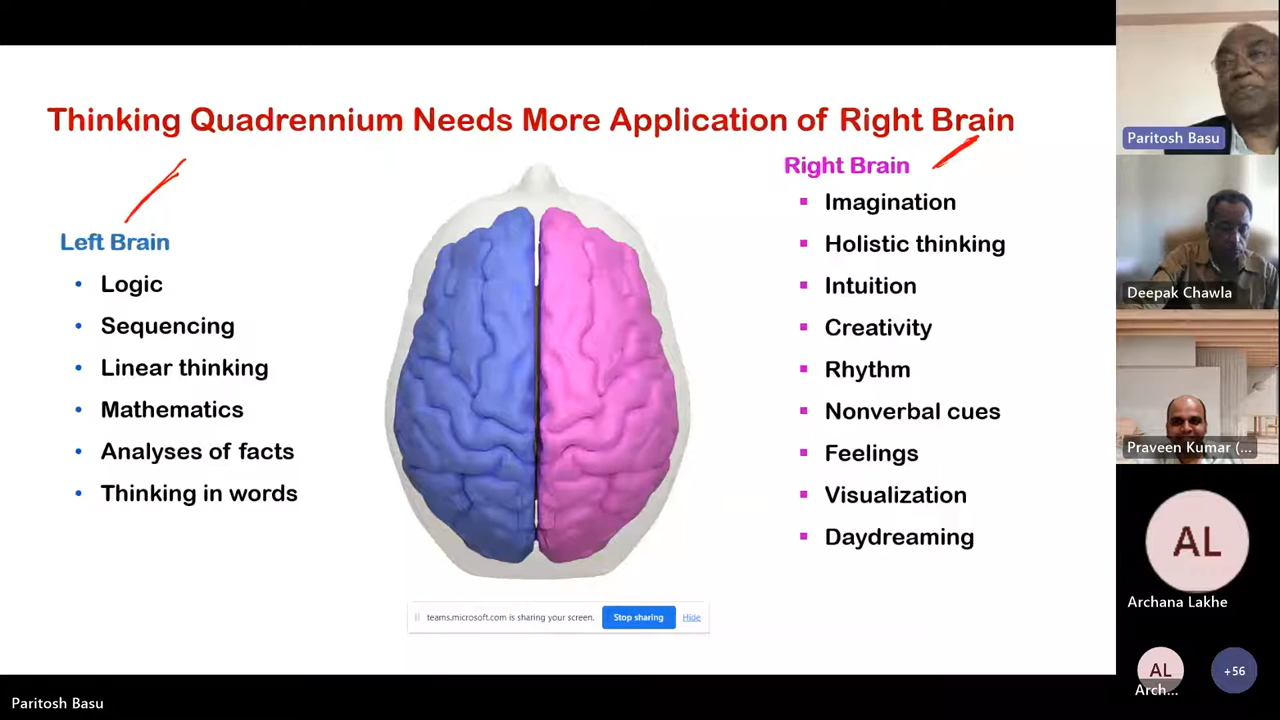 Thinking Quadrennium Needs More Application of Right Brain
Left Brain
Logic
Sequencing
Linear thinking
Mathematics
Analyses of facts
Thinking in words
Right Brain
Imagination
Holistic thinking
Intuition
Creativity
Rhythm
Nonverbal cues
Feelings
Visualization
Daydreaming
teams.microsoft.com is sharing your screen. Stop sharing Hide
Paritosh Basu
Paritosh Basu
Deepak Chawla
Praveen Kumar (...
AL
Archana Lakhe
AL
Arch...
+56